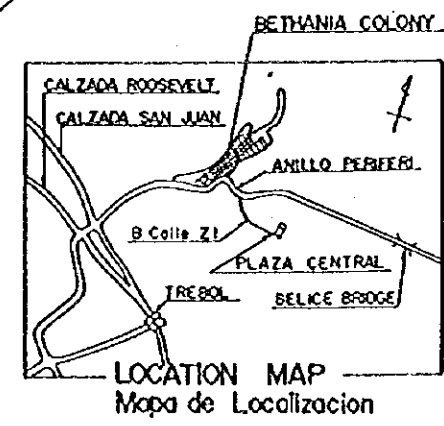 BETHANIA COLONY
CALZADA ROOSEVELT
CALZADA SAN JUAN
ANILLO PERIFERI.
8 Calle Z1
PLAZA CENTRAL
TREBOL
BELICE BRIDGE
LOCATION MAP
Mapa de Localizacion